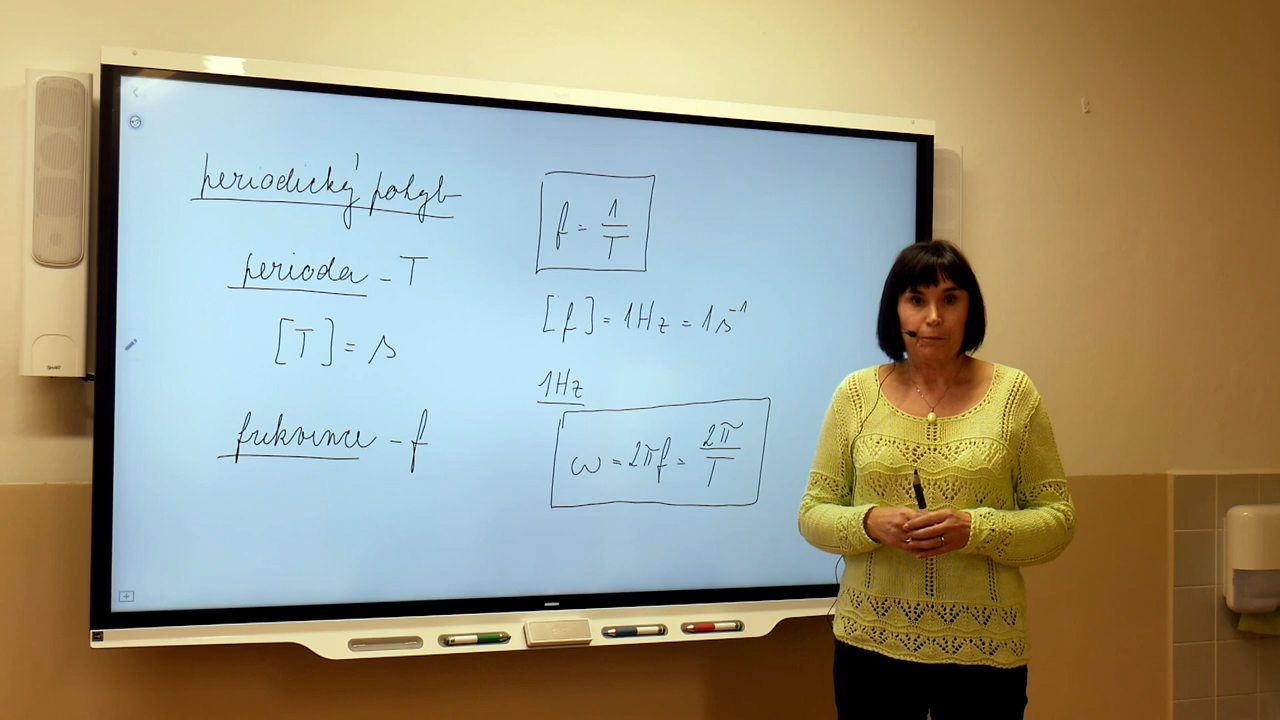 periodický pohyb
perioda - T
[T] = s
frekvence - f
f = 1/T
[f] = 1Hz = 1s⁻¹
1Hz
ω = 2πf = 2π/T